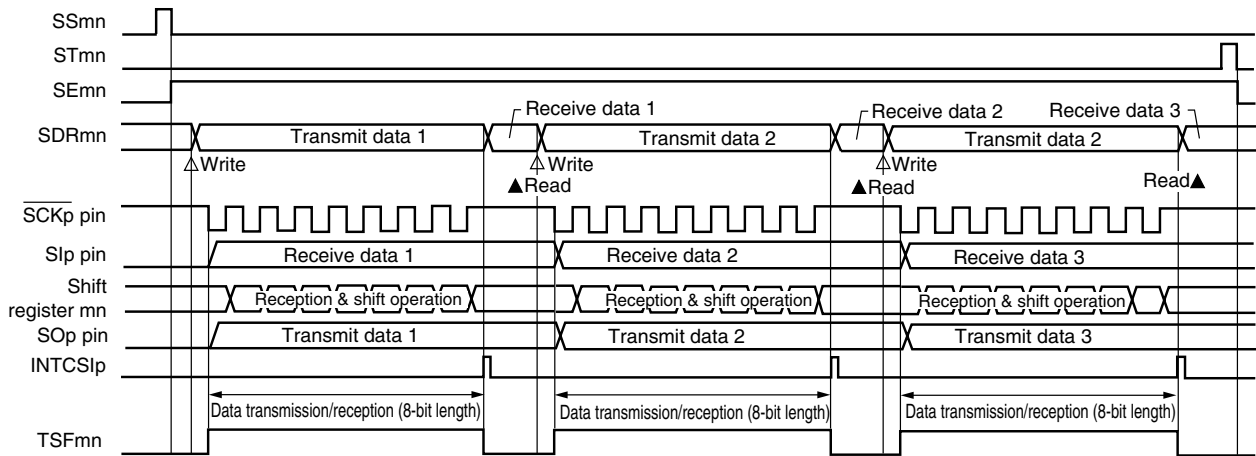 SSmn
STmn
SEmn
Receive data 1
Receive data 2
Receive data 3
SDRmn
Transmit data 1
Transmit data 2
Transmit data 2
△Write
△Write
△Write
▲Read
▲Read
Read▲
SCKp pin
SIp pin
Receive data 1
Receive data 2
Receive data 3
Shift
register mn
Reception & shift operation
Reception & shift operation
Reception & shift operation
SOp pin
Transmit data 1
Transmit data 2
Transmit data 3
INTCSIp
Data transmission/reception (8-bit length)
Data transmission/reception (8-bit length)
Data transmission/reception (8-bit length)
TSFmn